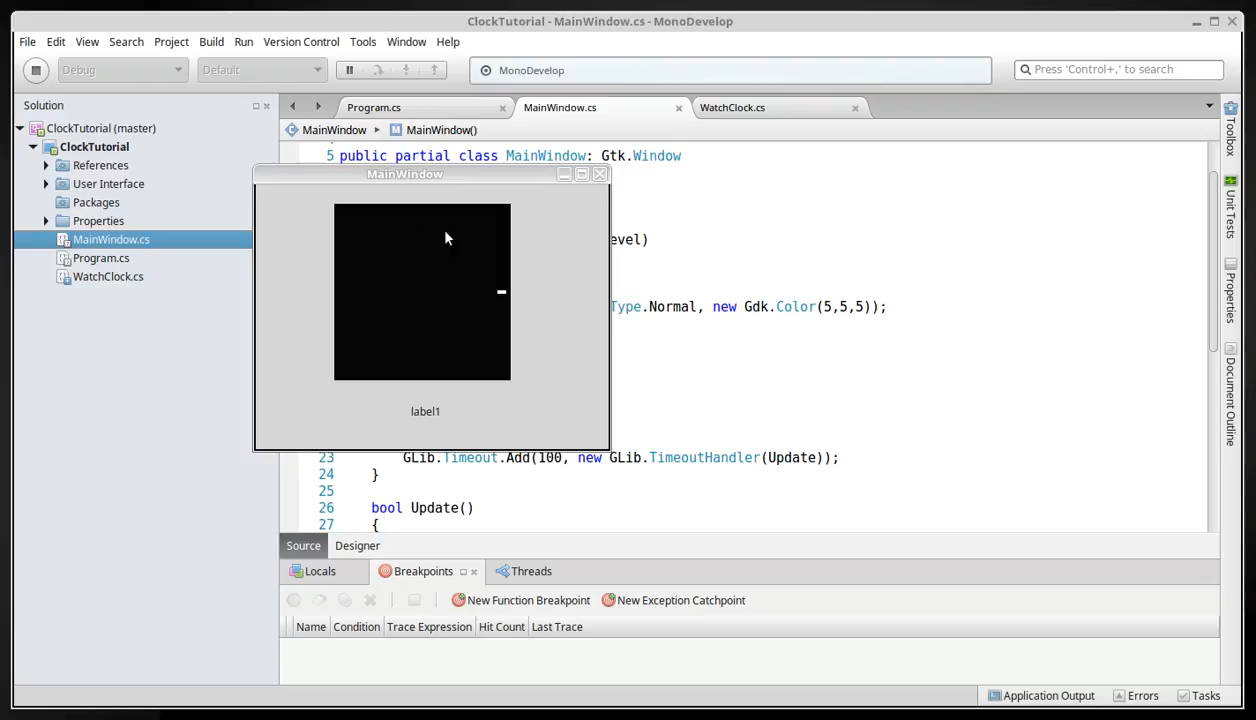 ClockTutorial - MainWindow.cs - MonoDevelop
File Edit View Search Project Build Run Version Control Tools Window Help
Debug Default MonoDevelop Press 'Control+,' to search
Solution
Program.cs MainWindow.cs WatchClock.cs
ClockTutorial (master)
ClockTutorial
References
User Interface
Packages
Properties
MainWindow.cs
Program.cs
WatchClock.cs
MainWindow MainWindow()
5 public partial class MainWindow: Gtk.Window
MainWindow
evel)
Type.Normal, new Gdk.Color(5,5,5));
label1
23 GLib.Timeout.Add(100, new GLib.TimeoutHandler(Update));
24 }
25
26 bool Update()
27 {
Source Designer
Locals Breakpoints Threads
New Function Breakpoint New Exception Catchpoint
Name Condition Trace Expression Hit Count Last Trace
Toolbox
Unit Tests
Properties
Document Outline
Application Output Errors Tasks